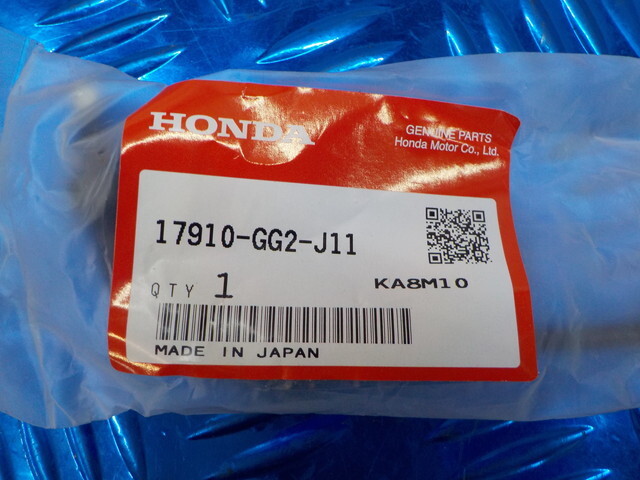 HONDA
GENUINE PARTS
Honda Motor Co., Ltd.
17910-GG2-J11
QTY 1
KA8M10
MADE IN JAPAN